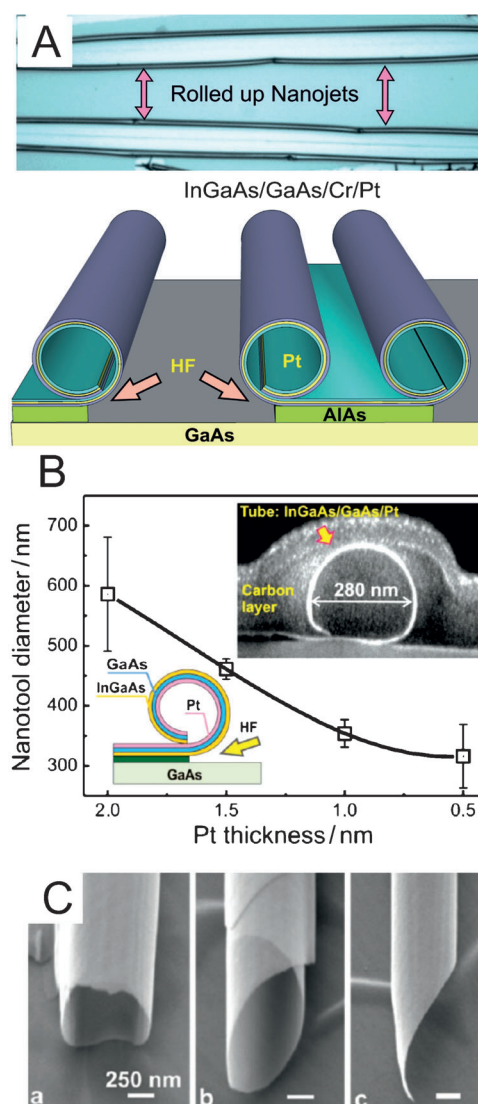 A
Rolled up Nanojets
InGaAs/GaAs/Cr/Pt
HF
Pt
AlAs
GaAs
B
Nanotool diameter / nm
700
600
500
400
300
Tube: InGaAs/GaAs/Pt
Carbon
layer
280 nm
GaAs
InGaAs
Pt
HF
GaAs
2.0
1.5
1.0
0.5
Pt thickness / nm
C
a
250 nm
b
c